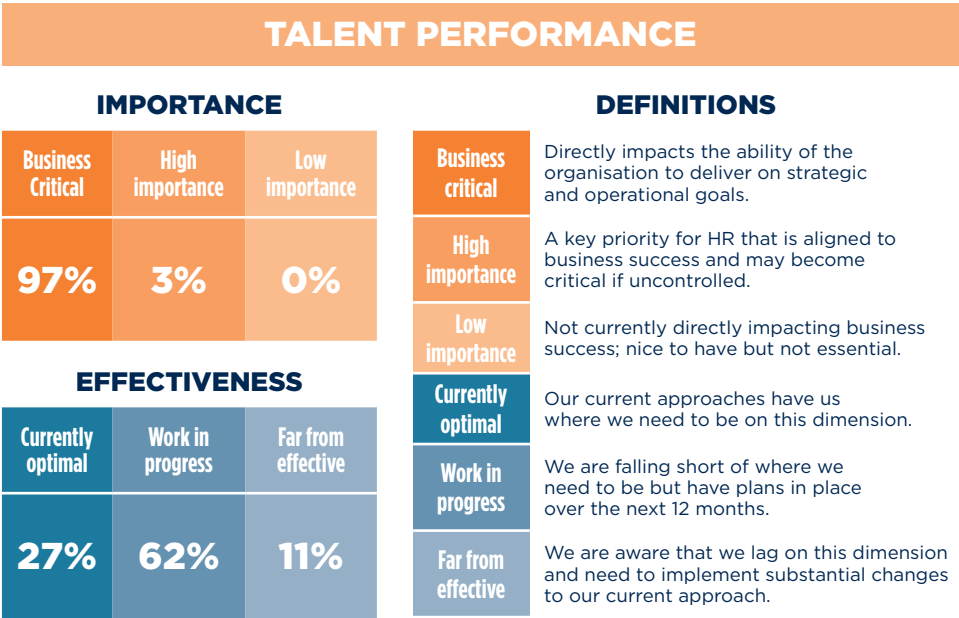 TALENT PERFORMANCE
IMPORTANCE
Business
Critical
High
importance
Low
importance
97%
3%
0%
EFFECTIVENESS
Currently
optimal
Work in
progress
Far from
effective
27%
62%
11%
DEFINITIONS
Business
critical
Directly impacts the ability of the
organisation to deliver on strategic
and operational goals.
High
importance
A key priority for HR that is aligned to
business success and may become
critical if uncontrolled.
Low
importance
Not currently directly impacting business
success; nice to have but not essential.
Currently
optimal
Our current approaches have us
where we need to be on this dimension.
Work in
progress
We are falling short of where we
need to be but have plans in place
over the next 12 months.
Far from
effective
We are aware that we lag on this dimension
and need to implement substantial changes
to our current approach.